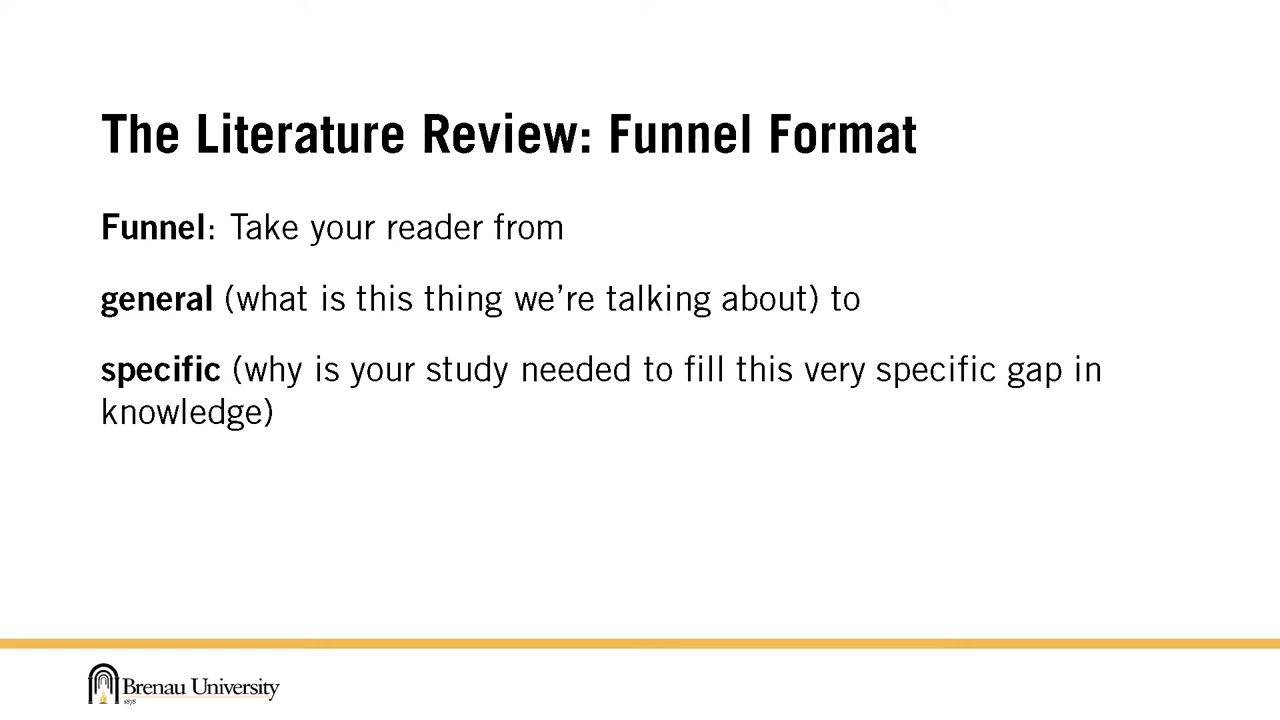 The Literature Review: Funnel Format
Funnel: Take your reader from
general (what is this thing we’re talking about) to
specific (why is your study needed to fill this very specific gap in
knowledge)
Brenau University
1878